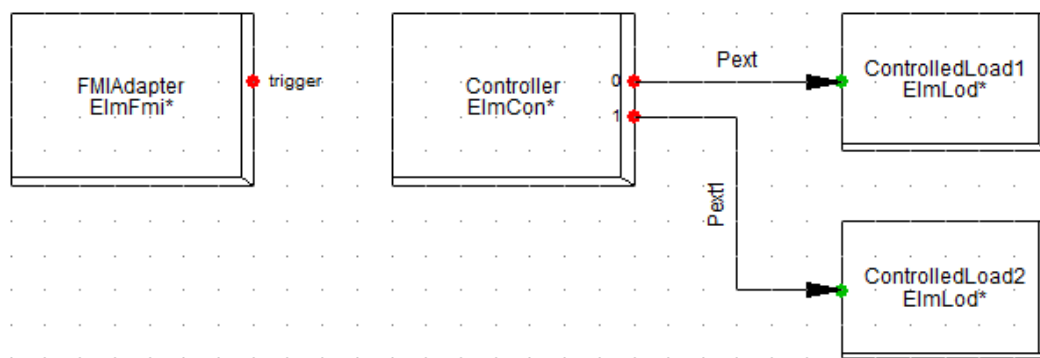 FMIAdapter
ElmFmi*
trigger
Controller
ElmCon*
0
1
Pext
Pext1
ControlledLoad1
ElmLod*
ControlledLoad2
ElmLod*